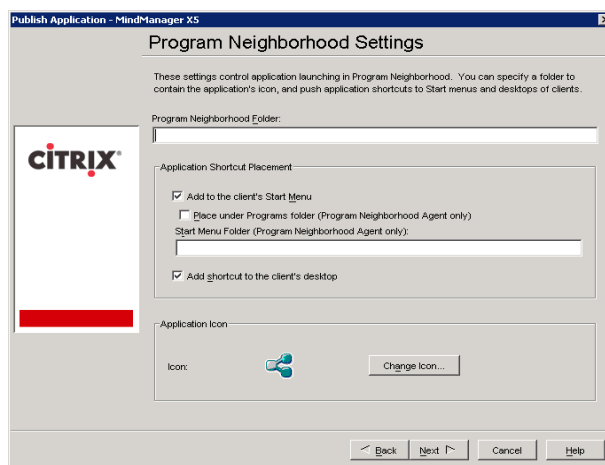 Publish Application - MindManager X5
Program Neighborhood Settings
These settings control application launching in Program Neighborhood. You can specify a folder to
contain the application's icon, and push application shortcuts to Start menus and desktops of clients.
Program Neighborhood Folder:
CITRIX
Application Shortcut Placement
Add to the client's Start Menu
Place under Programs folder (Program Neighborhood Agent only)
Start Menu Folder (Program Neighborhood Agent only):
Add shortcut to the client's desktop
Application Icon
Icon:
Change Icon...
< Back
Next >
Cancel
Help